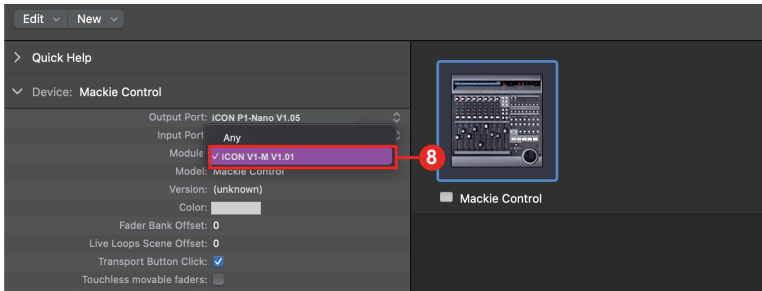 Edit New
Quick Help
Device: Mackie Control
Output Port: iCON P1-Nano V1.05
Input Port
Any
Module
✓ iCON V1-M V1.01
8
Model: Mackie Control
Version: (unknown)
Color:
Fader Bank Offset: 0
Live Loops Scene Offset: 0
Transport Button Click:
Touchless movable faders:
Mackie Control